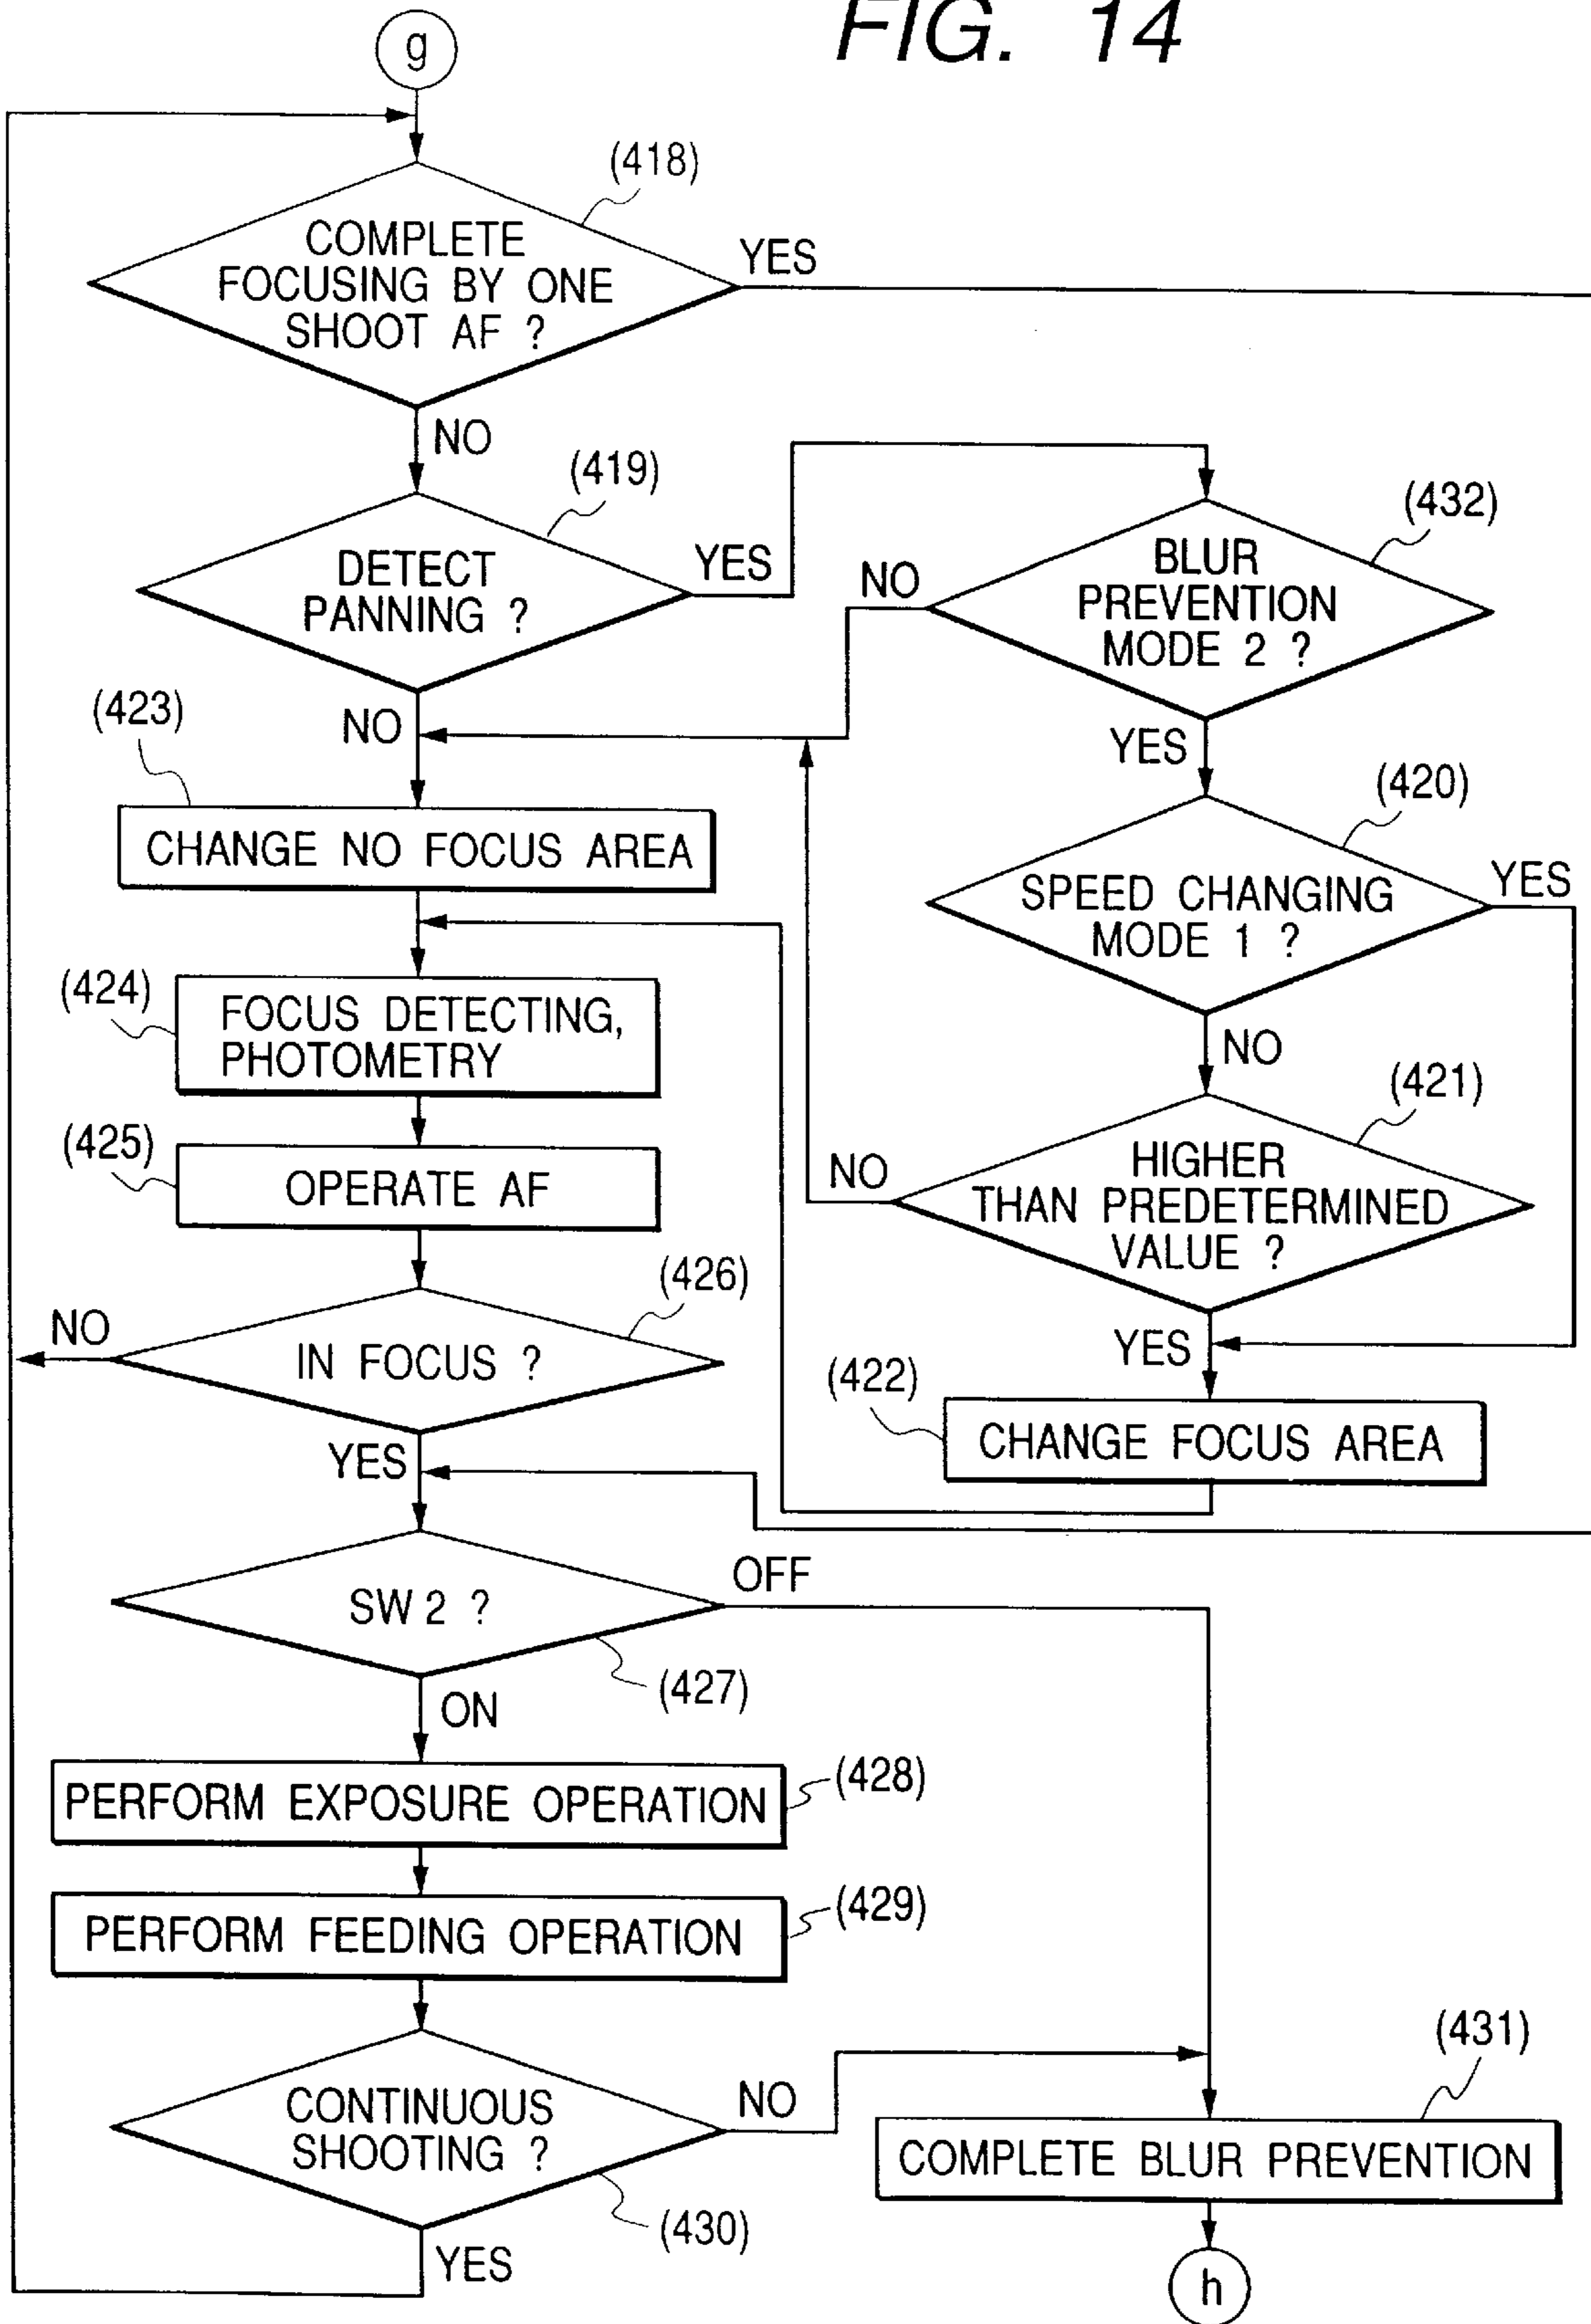 FIG. 14
g
(418)
COMPLETE
FOCUSING BY ONE
SHOOT AF ?
YES
NO
(419)
DETECT
PANNING ?
YES
NO
(432)
BLUR
PREVENTION
MODE 2 ?
NO
YES
(423)
CHANGE NO FOCUS AREA
(420)
SPEED CHANGING
MODE 1 ?
YES
NO
(424)
FOCUS DETECTING,
PHOTOMETRY
(421)
HIGHER
THAN PREDETERMINED
VALUE ?
NO
YES
(425)
OPERATE AF
(426)
IN FOCUS ?
NO
YES
(422)
CHANGE FOCUS AREA
SW 2 ?
OFF
(427)
ON
PERFORM EXPOSURE OPERATION
(428)
PERFORM FEEDING OPERATION
(429)
CONTINUOUS
SHOOTING ?
NO
(430)
YES
(431)
COMPLETE BLUR PREVENTION
h